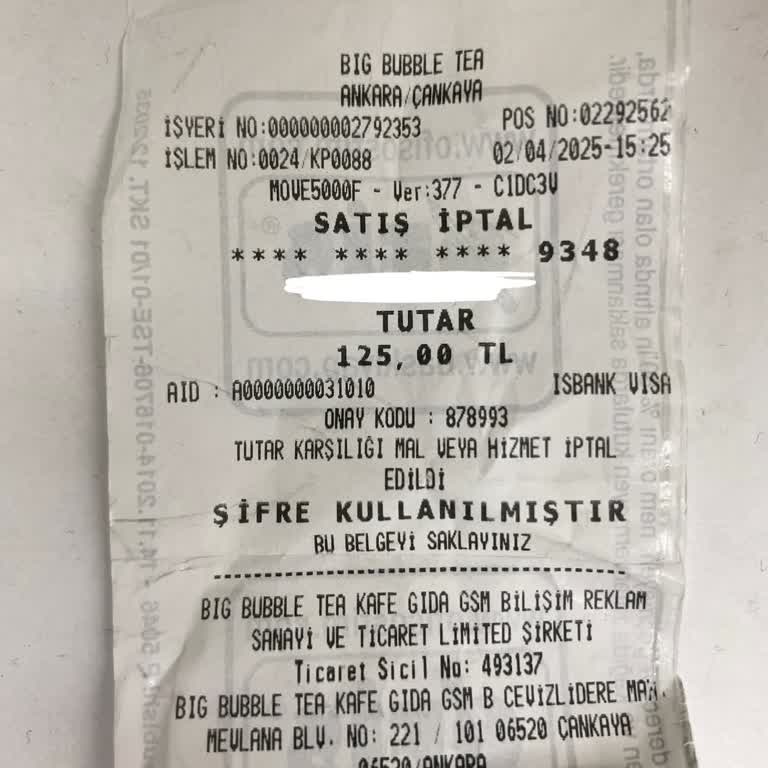 BIG BUBBLE TEA
ANKARA/ÇANKAYA
İŞYERİ NO:000000002792353 POS NO:02292562
İŞLEM NO:0024/KP0088 02/04/2025-15:25
MOVE5000F - Ver:377 - C1DC3V
SATIŞ İPTAL
**** **** **** 9348
TUTAR
125,00 TL
AID : A0000000031010 ISBANK VISA
ONAY KODU : 878993
TUTAR KARŞILIĞI MAL VEYA HİZMET İPTAL
EDİLDİ
ŞİFRE KULLANILMIŞTIR
BU BELGEYİ SAKLAYINIZ
BIG BUBBLE TEA KAFE GIDA GSM BİLİŞİM REKLAM
SANAYİ VE TİCARET LİMİTED ŞİRKETİ
Ticaret Sicil No: 493137
BIG BUBBLE TEA KAFE GIDA GSM B CEVİZLİDERE MAH.
MEVLANA BLV. NO: 221 / 101 06520 ÇANKAYA
06520/ANKARA